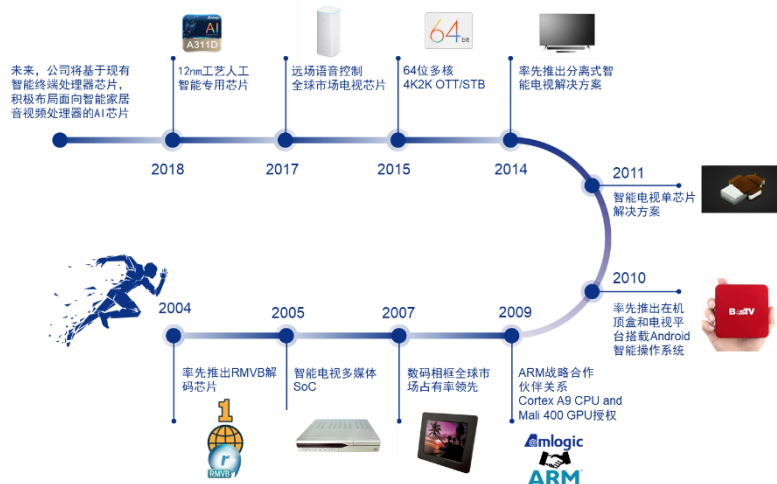 Amlogic
AI
A311D
64
bit
未来，公司将基于现有
智能终端处理器芯片，
积极布局面向智能家居
音视频处理器的AI芯片
12nm工艺人工
智能专用芯片
远场语音控制
全球市场电视芯片
64位多核
4K2K OTT/STB
率先推出分离式智
能电视解决方案
2018
2017
2015
2014
2011
智能电视单芯片
解决方案
2010
率先推出在机
顶盒和电视平
台搭载Android
智能操作系统
BesTV
2004
2005
2007
2009
率先推出RMVB解
码芯片
智能电视多媒体
SoC
数码相框全球市
场占有率领先
ARM战略合作
伙伴关系
Cortex A9 CPU and
Mali 400 GPU授权
1
r
RMVB
Amlogic
ARM